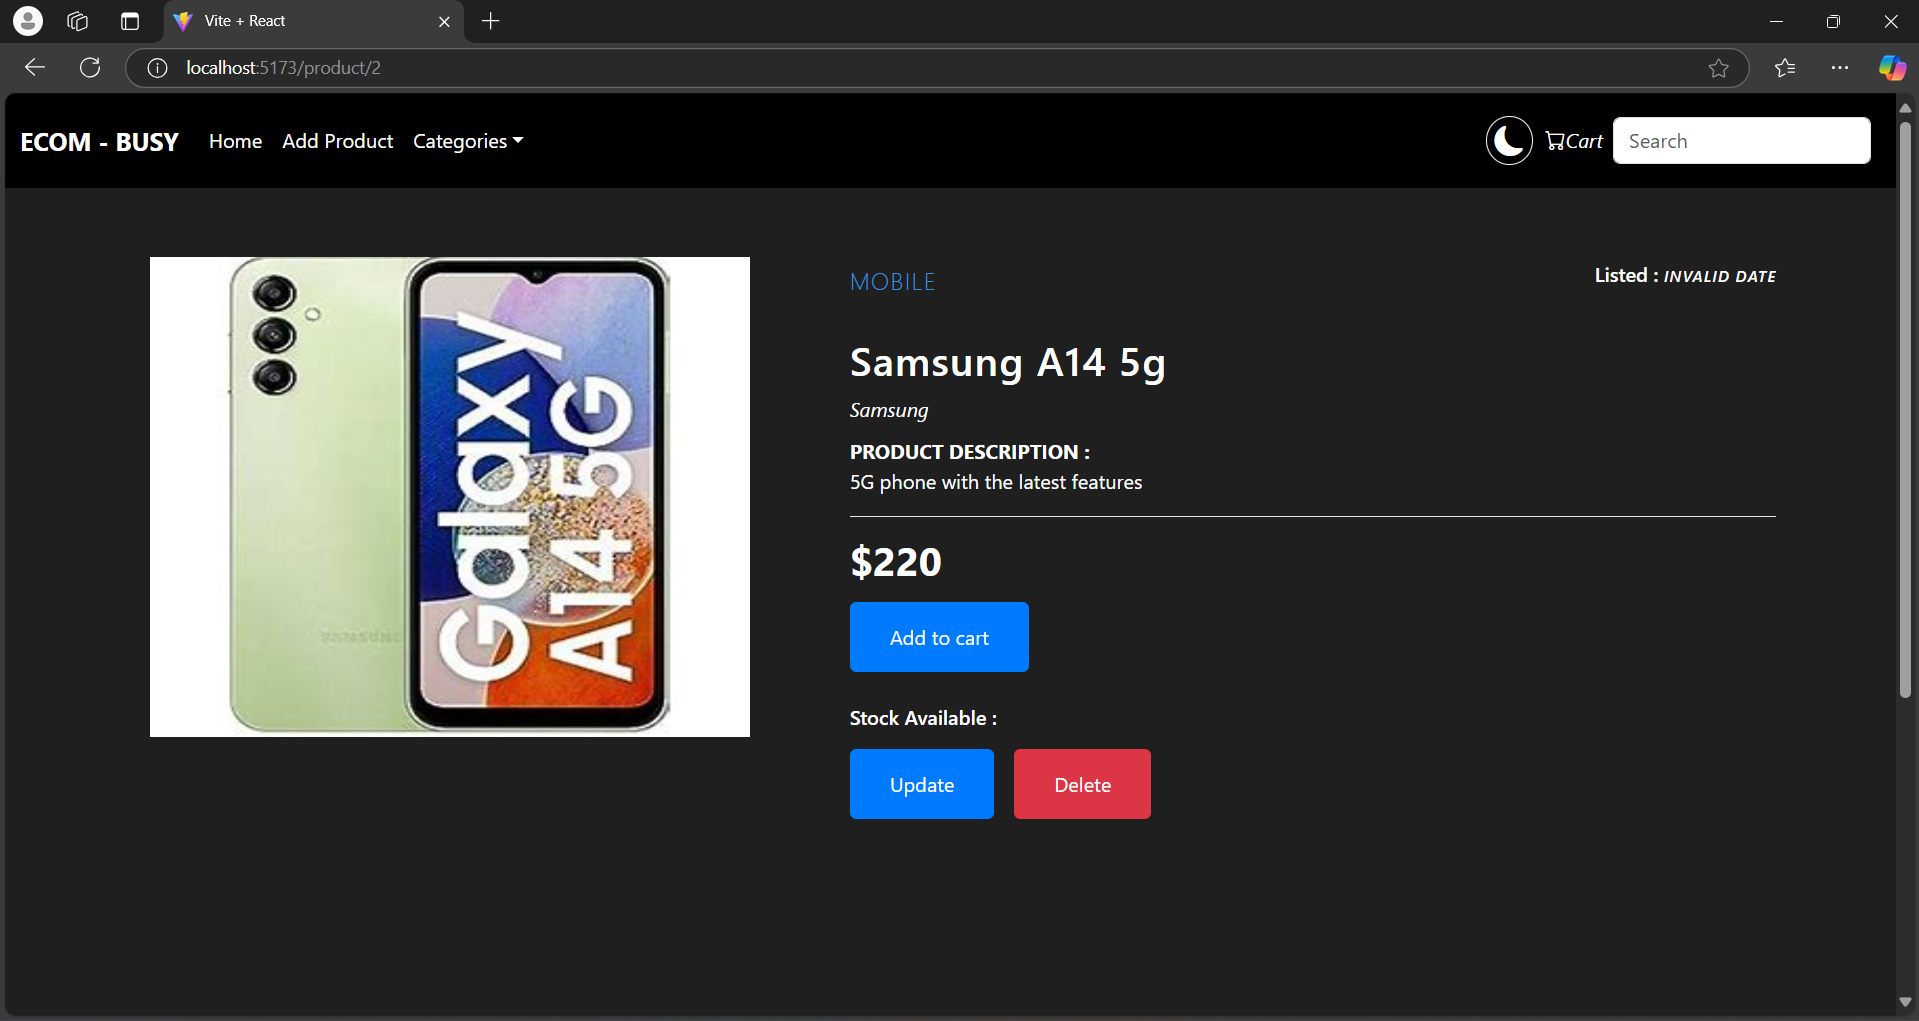 Vite + React
localhost:5173/product/2
ECOM - BUSY Home Add Product Categories Cart Search
MOBILE
Listed : INVALID DATE
Samsung A14 5g
Samsung
PRODUCT DESCRIPTION :
5G phone with the latest features
$220
Add to cart
Stock Available :
Update Delete
Galaxy
A14 5G
SAMSUNG